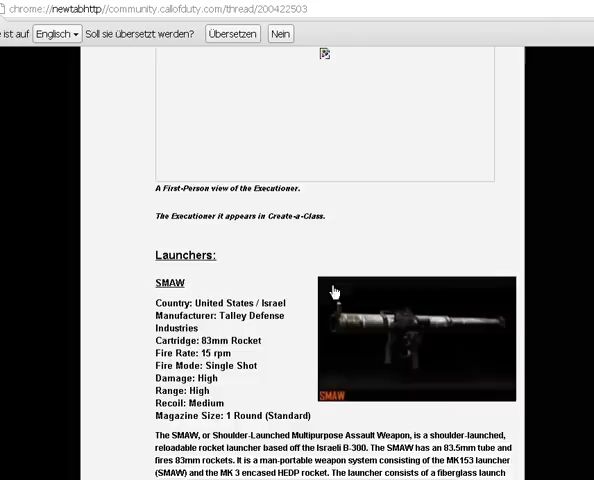 chrome://newtabhttp//community.callofduty.com/thread/200422503
e ist auf Englisch Soll sie übersetzt werden? Übersetzen Nein
A First-Person view of the Executioner.
The Executioner it appears in Create-a-Class.
Launchers:
SMAW
Country: United States / Israel
Manufacturer: Talley Defense
Industries
Cartridge: 83mm Rocket
Fire Rate: 15 rpm
Fire Mode: Single Shot
Damage: High
Range: High
Recoil: Medium
Magazine Size: 1 Round (Standard)
SMAW
The SMAW, or Shoulder-Launched Multipurpose Assault Weapon, is a shoulder-launched,
reloadable rocket launcher based off the Israeli B-300. The SMAW has an 83.5mm tube and
fires 83mm rockets. It is a man-portable weapon system consisting of the MK153 launcher
(SMAW) and the MK 3 encased HEDP rocket. The launcher consists of a fiberglass launch